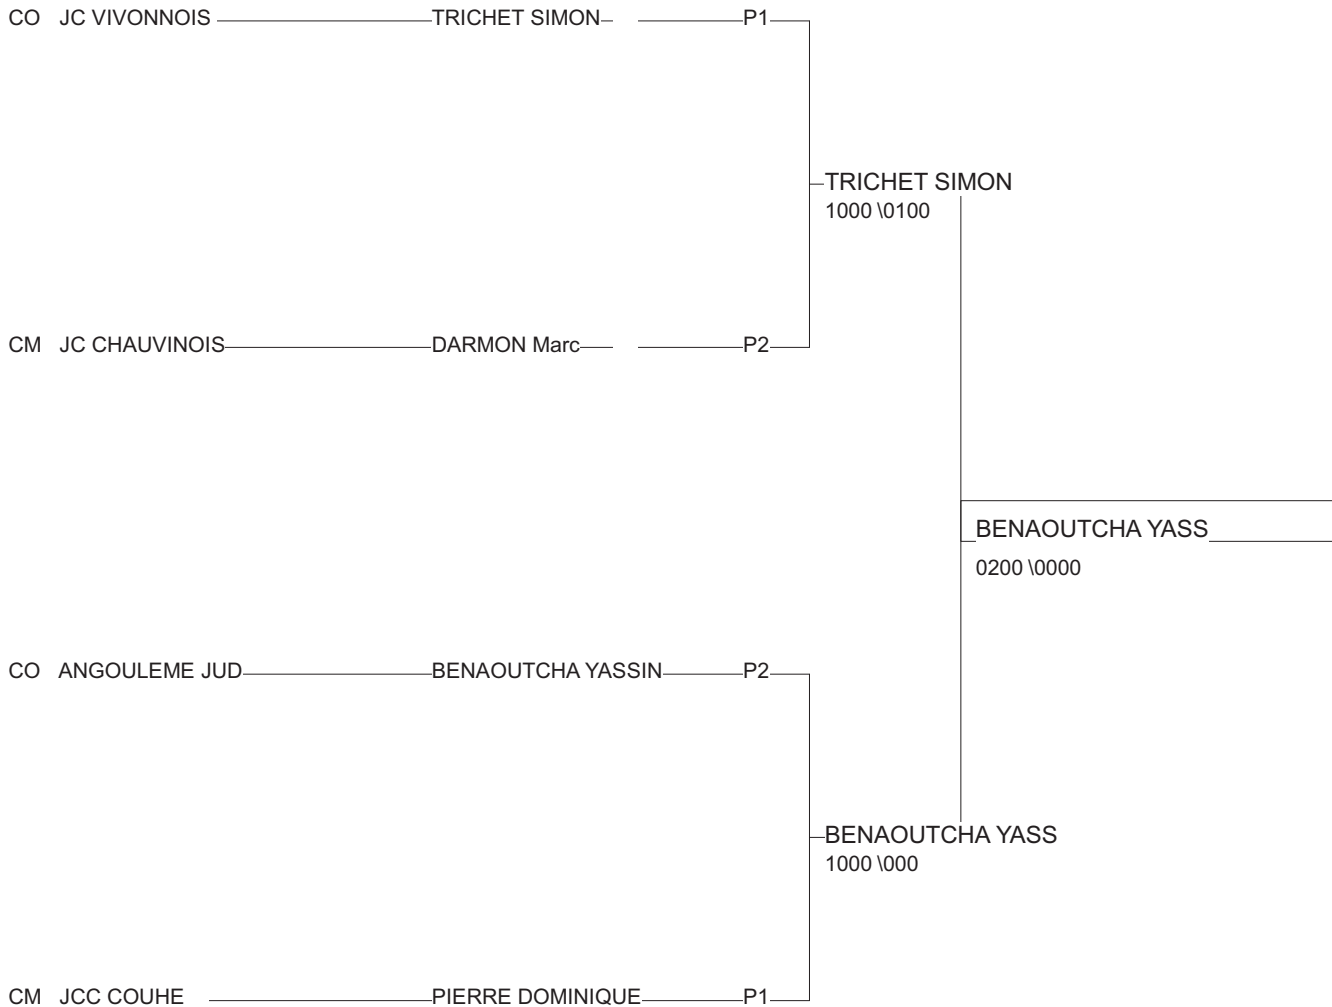 CO JC VIVONNOIS TRICHET SIMON P1
TRICHET SIMON
1000 \0100
CM JC CHAUVINOIS DARMON Marc P2
BENAOUTCHA YASS
0200 \0000
CO ANGOULEME JUD BENAOUTCHA YASSIN P2
BENAOUTCHA YASS
1000 \000
CM JCC COUHE PIERRE DOMINIQUE P1